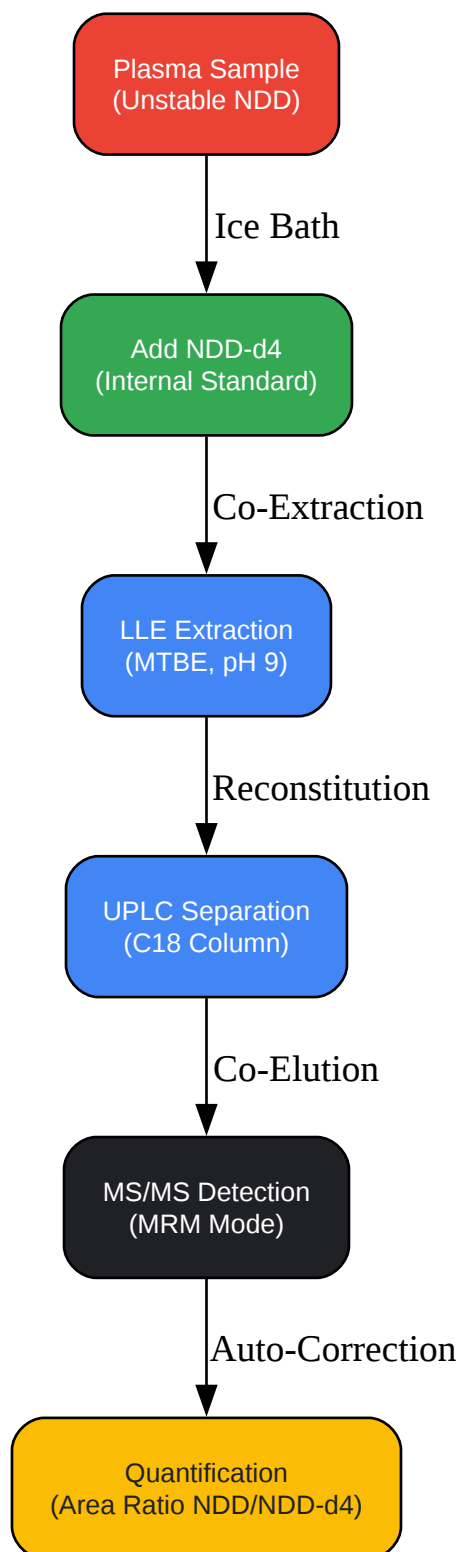 Plasma Sample
(Unstable NDD)
Ice Bath
Add NDD-d4
(Internal Standard)
Co-Extraction
LLE Extraction
(MTBE, pH 9)
Reconstitution
UPLC Separation
(C18 Column)
Co-Elution
MS/MS Detection
(MRM Mode)
Auto-Correction
Quantification
(Area Ratio NDD/NDD-d4)